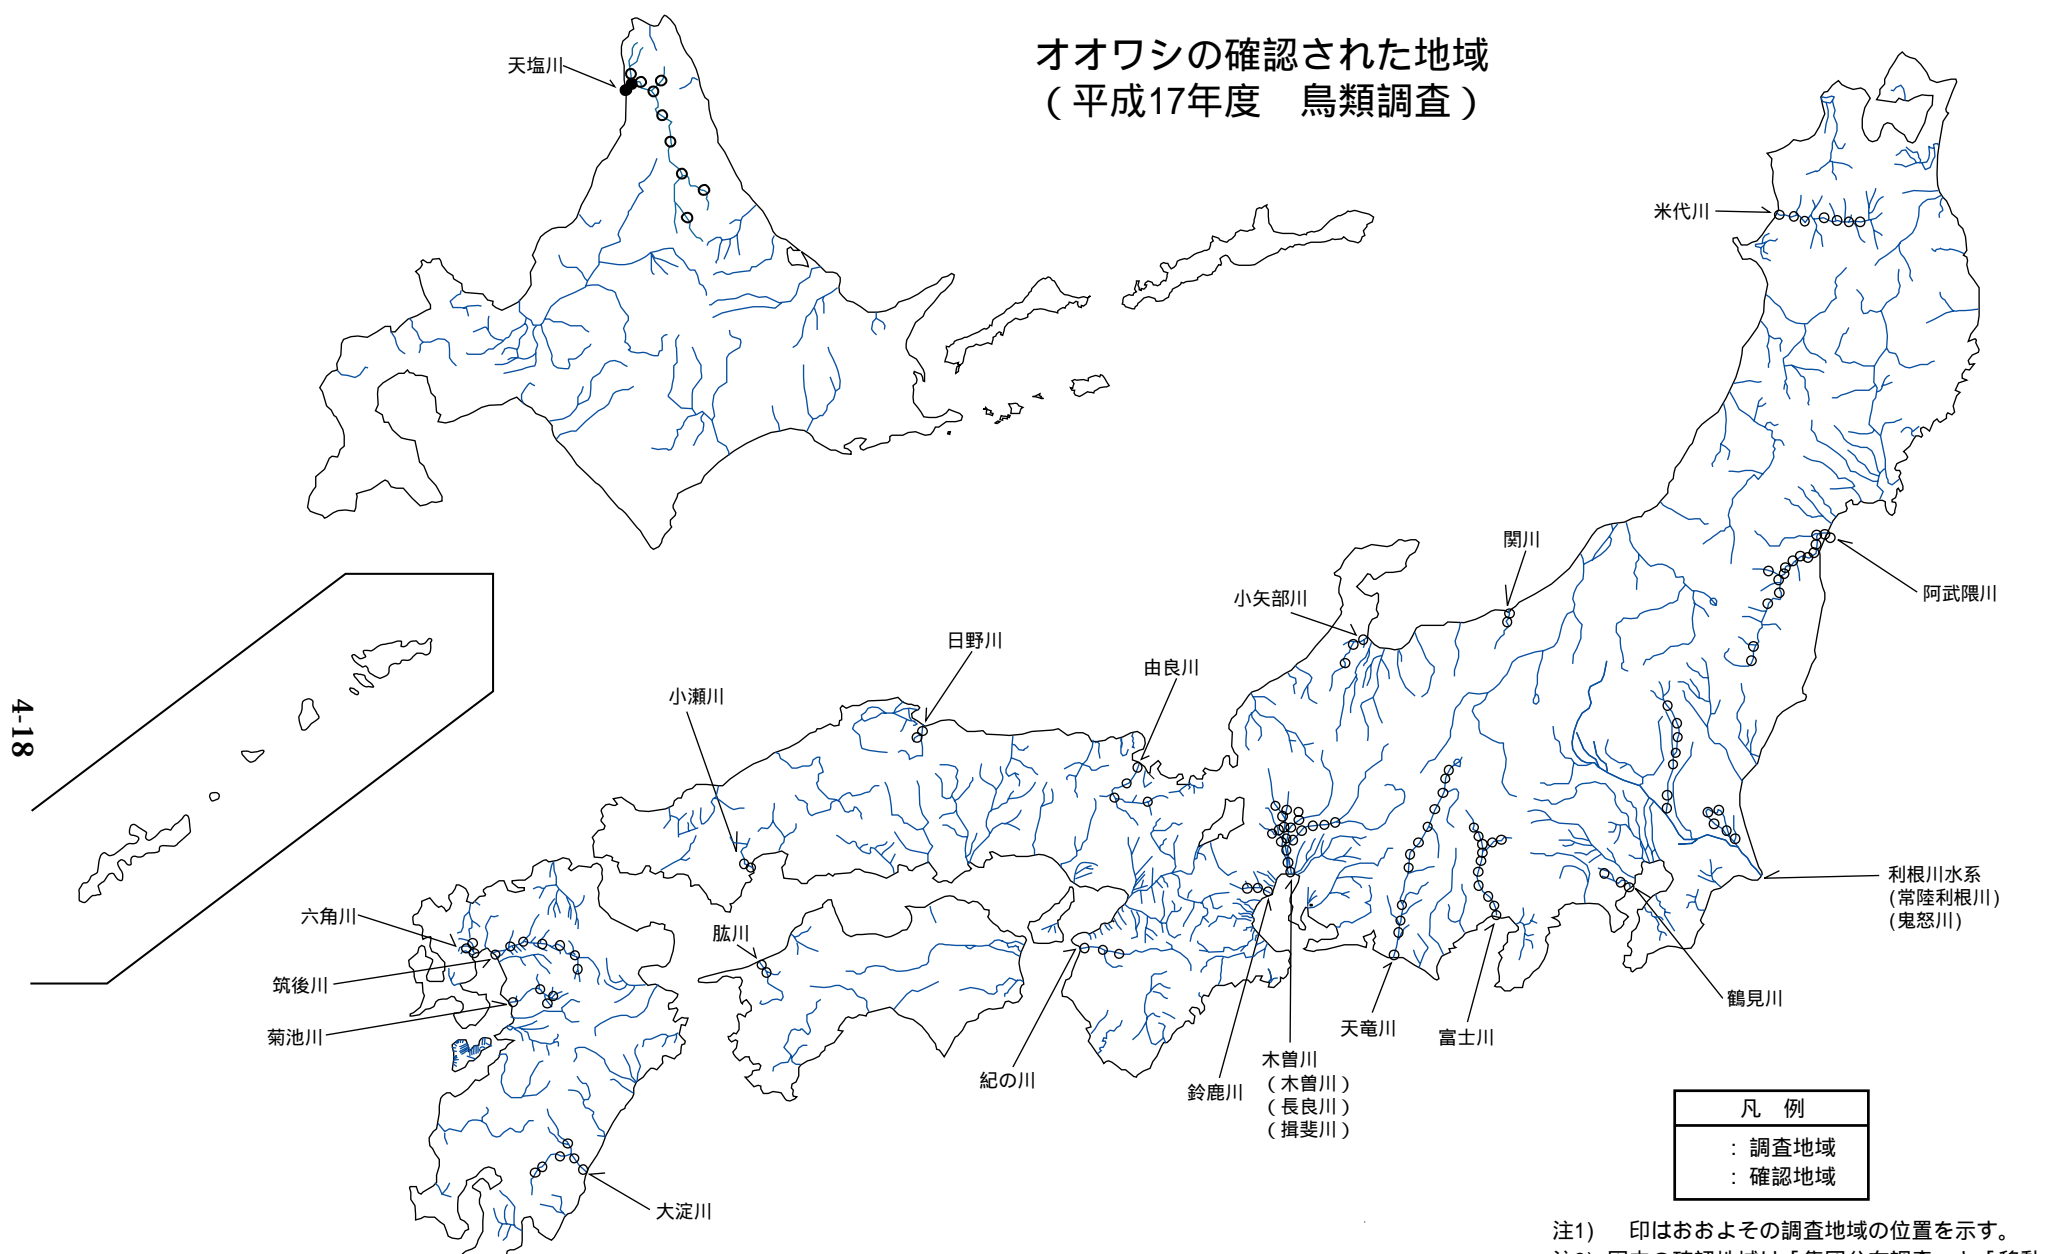 オオワシの確認された地域
（平成17年度　鳥類調査）
天塩川
米代川
関川
小矢部川
阿武隈川
日野川
由良川
小瀬川
4-18
利根川水系
(常陸利根川)
(鬼怒川)
六角川
肱川
筑後川
鶴見川
菊池川
天竜川
富士川
木曽川
（木曽川）
（長良川）
（揖斐川）
紀の川
鈴鹿川
大淀川
凡　例
：調査地域
：確認地域
注1)　印はおおよその調査地域の位置を示す。